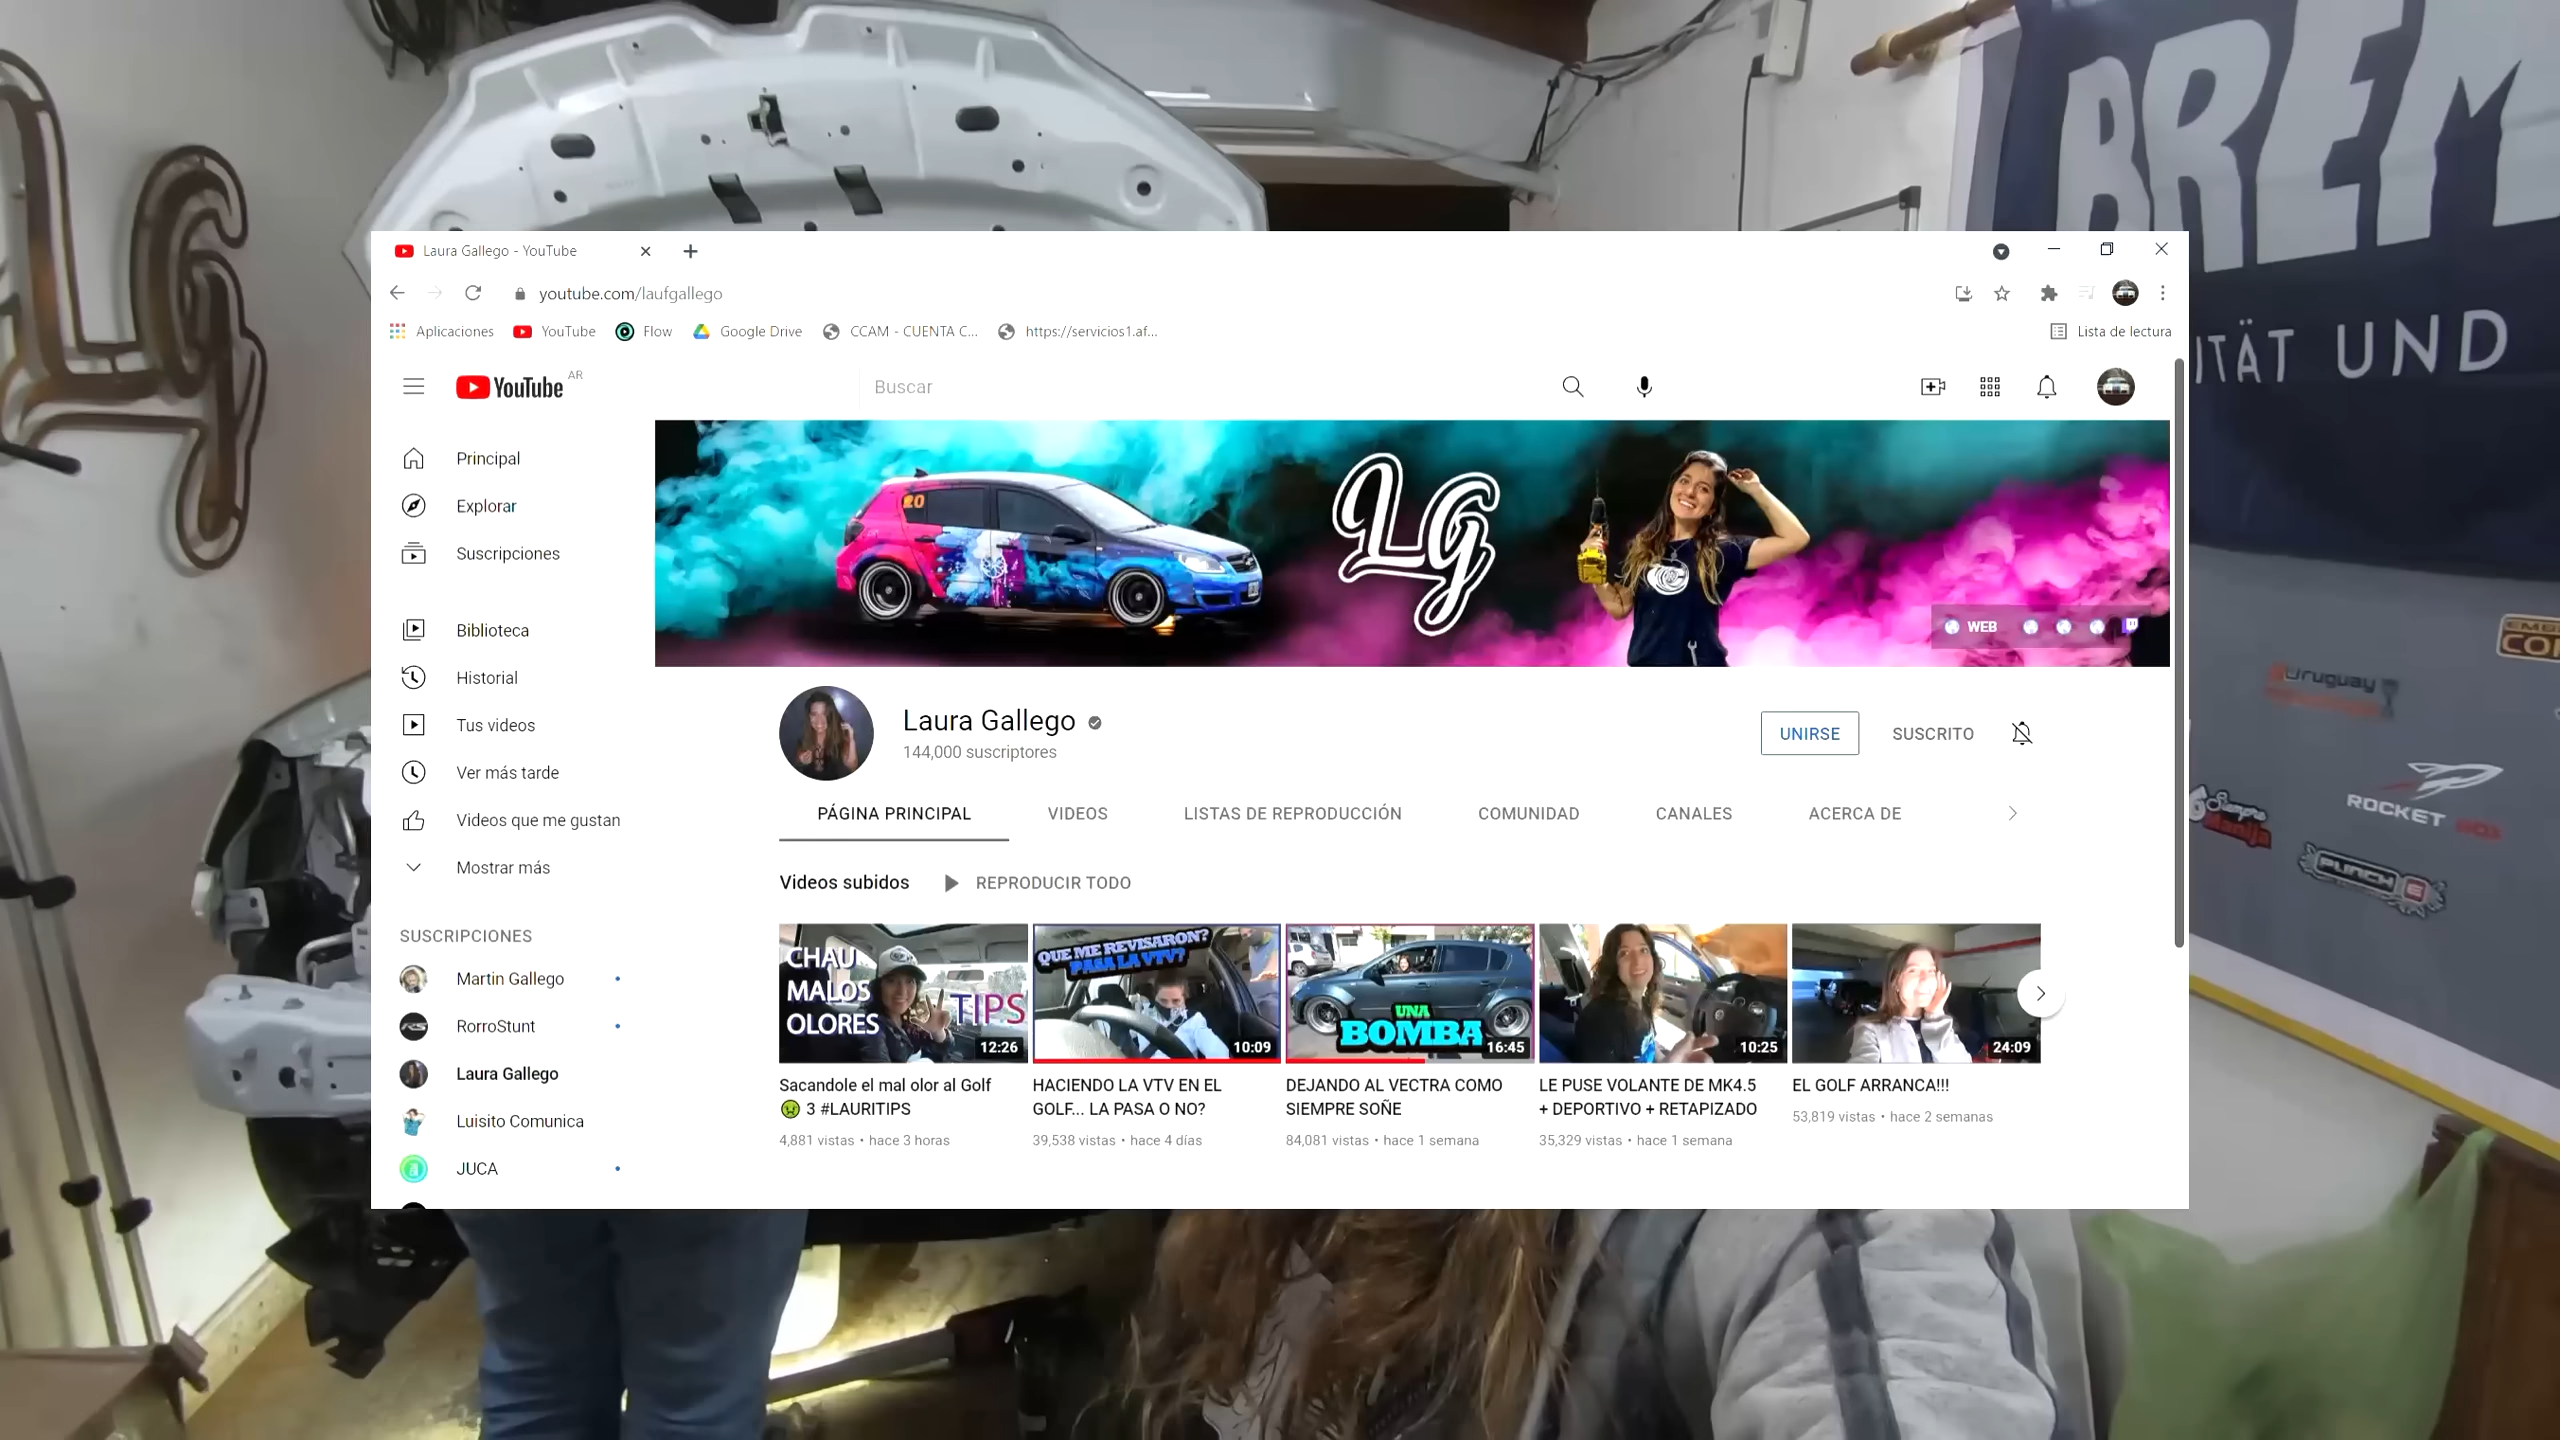 LG
BREM
ITÄT UND
Uruguay
ROCKET
Siempre
Manija
PUNCH
Laura Gallego - YouTube
youtube.com/laufgallego
Aplicaciones YouTube Flow Google Drive CCAM - CUENTA C... https://servicios1.af... Lista de lectura
YouTube AR Buscar
Principal
Explorar
Suscripciones
Biblioteca
Historial
Tus videos
Ver más tarde
Videos que me gustan
Mostrar más
SUSCRIPCIONES
Martin Gallego
RorroStunt
Laura Gallego
Luisito Comunica
JUCA
20
LG
WEB
Laura Gallego
144,000 suscriptores
UNIRSE SUSCRITO
PÁGINA PRINCIPAL VIDEOS LISTAS DE REPRODUCCIÓN COMUNIDAD CANALES ACERCA DE
Videos subidos REPRODUCIR TODO
CHAU
MALOS
OLORES
TIPS
12:26
Sacandole el mal olor al Golf
🤢 3 #LAURITIPS
4,881 vistas • hace 3 horas
QUE ME REVISARON?
PASA LA VTV?
10:09
HACIENDO LA VTV EN EL
GOLF... LA PASA O NO?
39,538 vistas • hace 4 días
UNA
BOMBA
16:45
DEJANDO AL VECTRA COMO
SIEMPRE SOÑE
84,081 vistas • hace 1 semana
10:25
LE PUSE VOLANTE DE MK4.5
+ DEPORTIVO + RETAPIZADO
35,329 vistas • hace 1 semana
24:09
EL GOLF ARRANCA!!!
53,819 vistas • hace 2 semanas